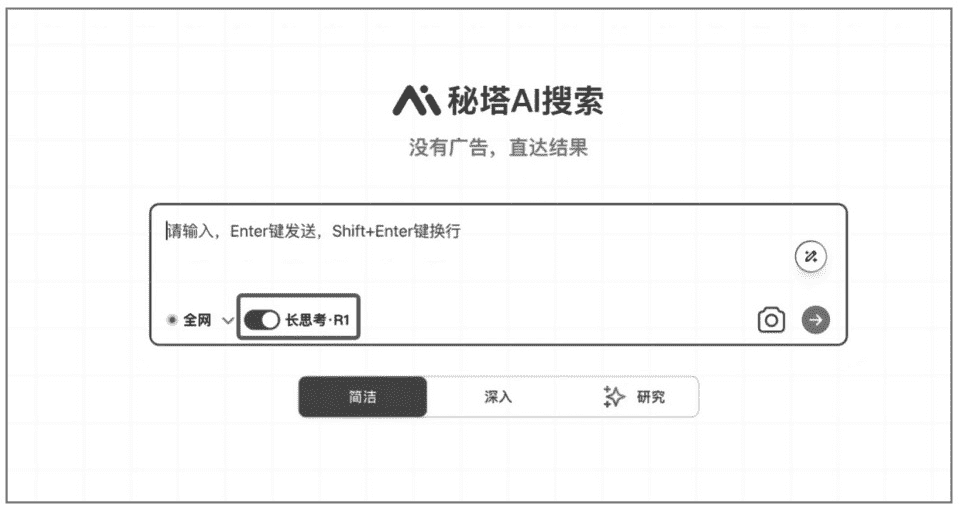 秘塔AI搜索
没有广告，直达结果
请输入，Enter键发送，Shift+Enter键换行
全网 长思考·R1
简洁 深入 研究